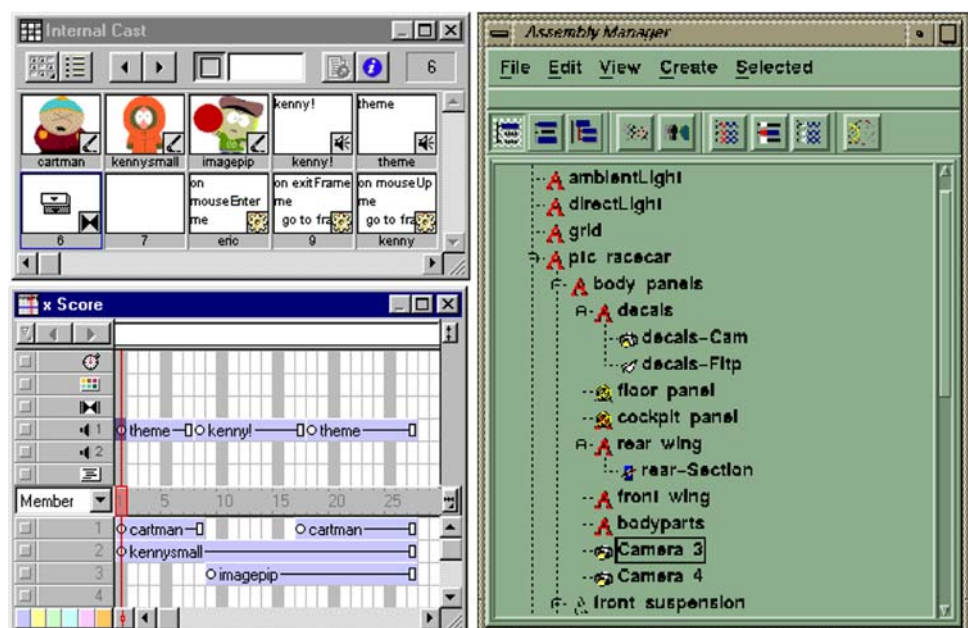 Internal Cast
6
kenny!
theme
cartman
kennysmall
imagepip
kenny!
theme
on
mouseEnter
me
on exitFrame
me
go to fra
on mouseUp
me
go to fra
6
7
eric
9
kenny
x Score
1
theme
kenny!
theme
2
Member
1
5
10
15
20
25
1
cartman
cartman
2
kennysmall
3
imagepip
4
Assembly Manager
File Edit View Create Selected
ambientLight
directLight
grid
pic racecar
body panels
decals
decals-Cam
decals-Fltp
floor panel
cockpit panel
rear wing
rear-Section
front wing
bodyparts
Camera 3
Camera 4
front suspension